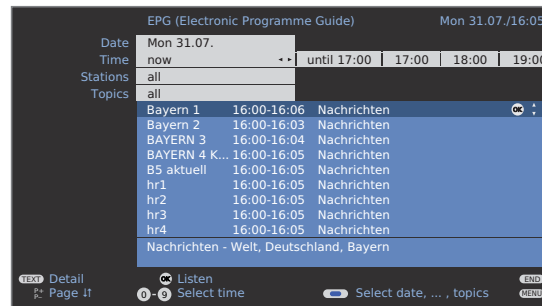 EPG (Electronic Programme Guide) Mon 31.07./16:05
Date Mon 31.07.
Time now until 17:00 17:00 18:00 19:00
Stations all
Topics all
Bayern 1 16:00-16:06 Nachrichten OK
Bayern 2 16:00-16:03 Nachrichten
BAYERN 3 16:00-16:04 Nachrichten
BAYERN 4 K... 16:00-16:05 Nachrichten
B5 aktuell 16:00-16:05 Nachrichten
hr1 16:00-16:05 Nachrichten
hr2 16:00-16:05 Nachrichten
hr3 16:00-16:05 Nachrichten
hr4 16:00-16:05 Nachrichten
Nachrichten - Welt, Deutschland, Bayern
TEXT Detail OK Listen END
P+ P- Page 0-9 Select time Select date, ... , topics MENU